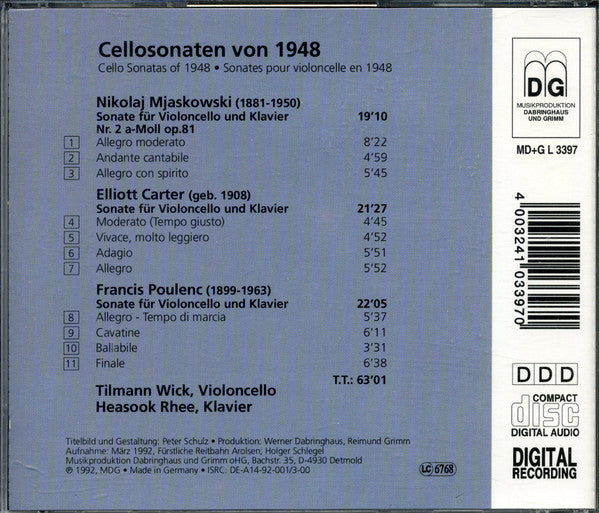 Cellosonaten von 1948
Cello Sonatas of 1948 • Sonates pour violoncelle en 1948
Nikolaj Mjaskowski (1881-1950)
Sonate für Violoncello und Klavier 19'10
Nr. 2 a-Moll op.81
1 Allegro moderato 8'22
2 Andante cantabile 4'59
3 Allegro con spirito 5'45
Elliott Carter (geb. 1908)
Sonate für Violoncello und Klavier 21'27
4 Moderato (Tempo giusto) 4'45
5 Vivace, molto leggiero 4'52
6 Adagio 5'51
7 Allegro 5'52
Francis Poulenc (1899-1963)
Sonate für Violoncello und Klavier 22'05
8 Allegro - Tempo di marcia 5'37
9 Cavatine 6'11
10 Ballabile 3'31
11 Finale 6'38
T.T.: 63'01
Tilmann Wick, Violoncello
Heasook Rhee, Klavier
Titelbild und Gestaltung: Peter Schulz • Produktion: Werner Dabringhaus, Reimund Grimm
Aufnahme: März 1992, Fürstliche Reitbahn Arolsen; Holger Schlegel
Musikproduktion Dabringhaus und Grimm oHG, Bachstr. 35, D-4930 Detmold
℗ 1992, MDG • Made in Germany • ISRC: DE-A14-92-001/3-00
LC 6768
DG
MUSIKPRODUKTION
DABRINGHAUS
UND GRIMM
MD+G L 3397
4 003241 033970
DDD
COMPACT
disc
DIGITAL AUDIO
DIGITAL
RECORDING